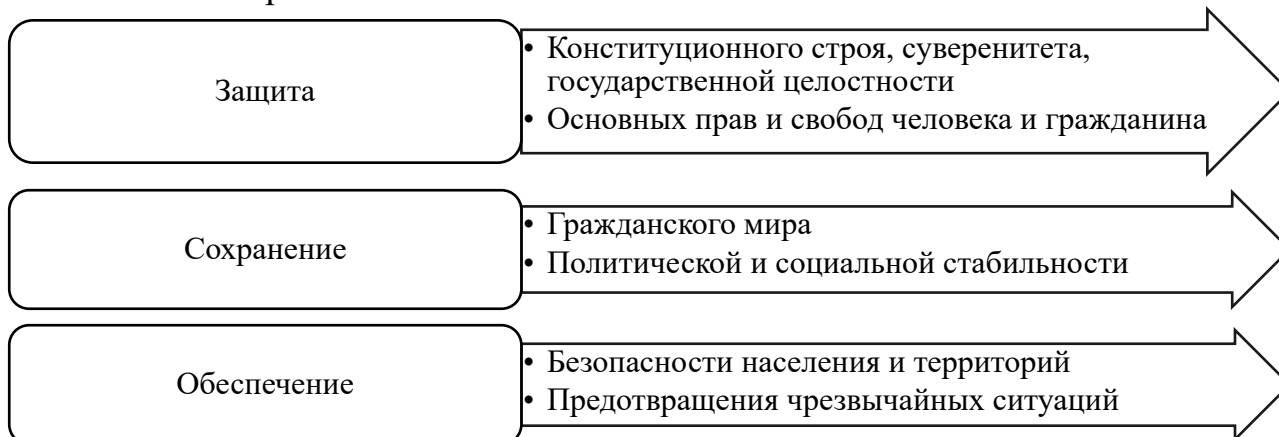 Защита
• Конституционного строя, суверенитета,
государственной целостности
• Основных прав и свобод человека и гражданина
Сохранение
• Гражданского мира
• Политической и социальной стабильности
Обеспечение
• Безопасности населения и территорий
• Предотвращения чрезвычайных ситуаций